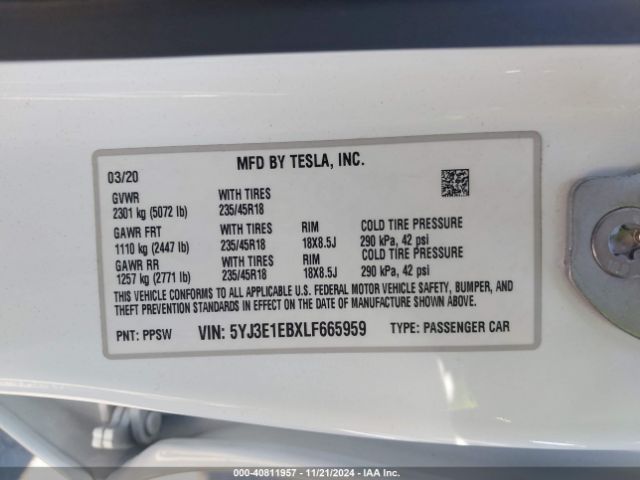 03/20 MFD BY TESLA, INC.
GVWR WITH TIRES
2301 kg (5072 lb) 235/45R18
GAWR FRT WITH TIRES RIM COLD TIRE PRESSURE
1110 kg (2447 lb) 235/45R18 18X8.5J 290 kPa, 42 psi
GAWR RR WITH TIRES RIM COLD TIRE PRESSURE
1257 kg (2771 lb) 235/45R18 18X8.5J 290 kPa, 42 psi
THIS VEHICLE CONFORMS TO ALL APPLICABLE U.S. FEDERAL MOTOR VEHICLE SAFETY, BUMPER, AND
THEFT PREVENTION STANDARDS IN EFFECT ON THE DATE OF MANUFACTURE SHOWN ABOVE.
PNT: PPSW VIN: 5YJ3E1EBXLF665959 TYPE: PASSENGER CAR
000-40811957 - 11/21/2024 - IAA Inc.